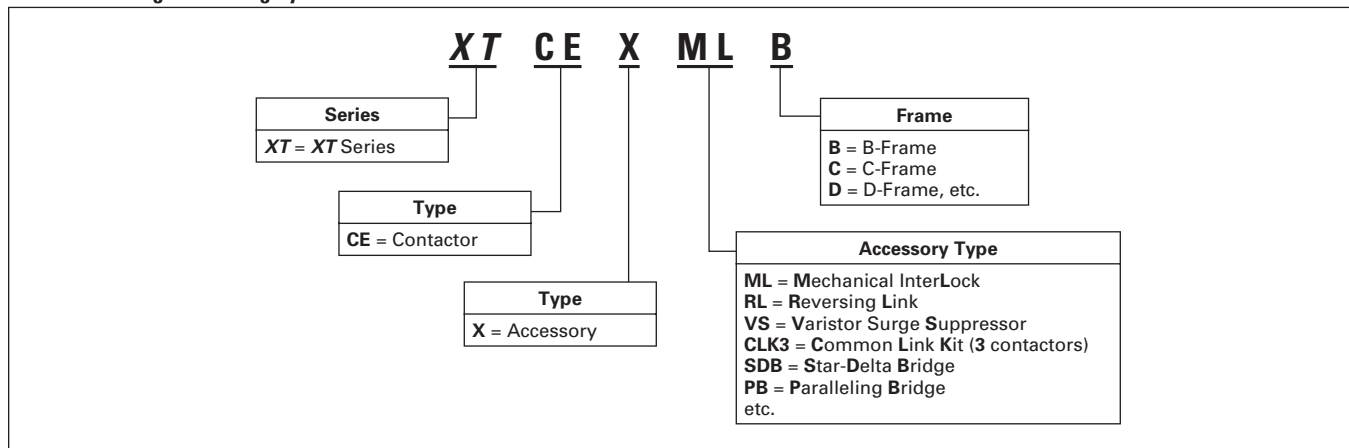 XT CE X ML B
Series
XT = XT Series
Type
CE = Contactor
Type
X = Accessory
Frame
B = B-Frame
C = C-Frame
D = D-Frame, etc.
Accessory Type
ML = Mechanical InterLock
RL = Reversing Link
VS = Varistor Surge Suppressor
CLK3 = Common Link Kit (3 contactors)
SDB = Star-Delta Bridge
PB = Paralleling Bridge
etc.